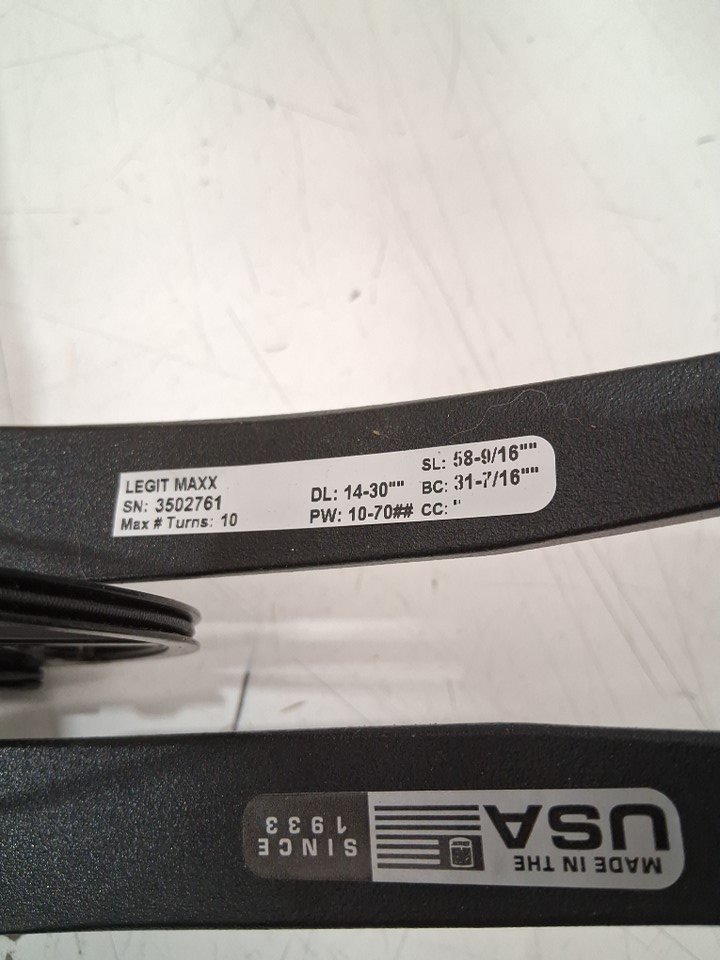 LEGIT MAXX
SN: 3502761
Max # Turns: 10
DL: 14-30""
PW: 10-70##
SL: 58-9/16""
BC: 31-7/16""
CC: "
MADE IN THE
USA
SINCE
1933